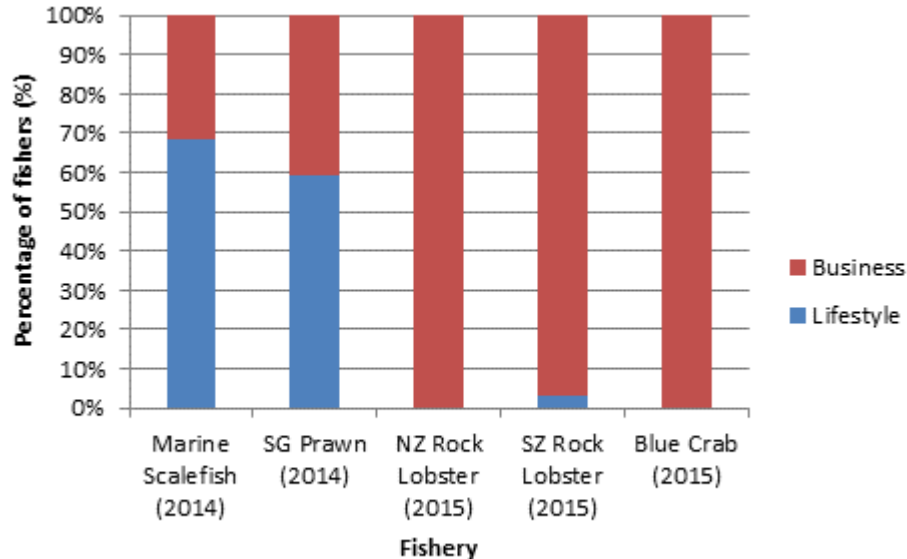 Percentage of fishers (%)
100%
90%
80%
70%
60%
50%
40%
30%
20%
10%
0%
Marine
Scalefish
(2014)
SG Prawn
(2014)
NZ Rock
Lobster
(2015)
SZ Rock
Lobster
(2015)
Blue Crab
(2015)
Fishery
Business
Lifestyle